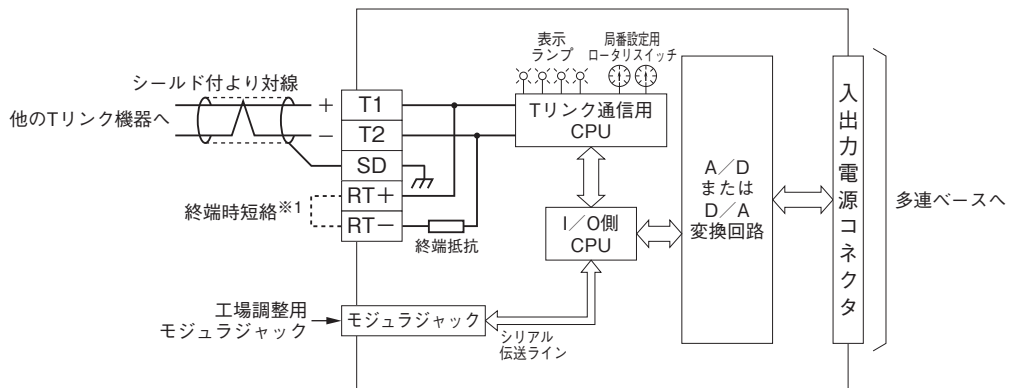 表示
ランプ
局番設定用
ロータリスイッチ
シールド付より対線
他のTリンク機器へ
+
−
T1
T2
SD
RT+
RT−
Tリンク通信用
CPU
終端時短絡※1
終端抵抗
I/O側
CPU
A/D
または
D/A
変換回路
入出力電源コネクタ
多連ベースへ
工場調整用
モジュラジャック
モジュラジャック
シリアル
伝送ライン